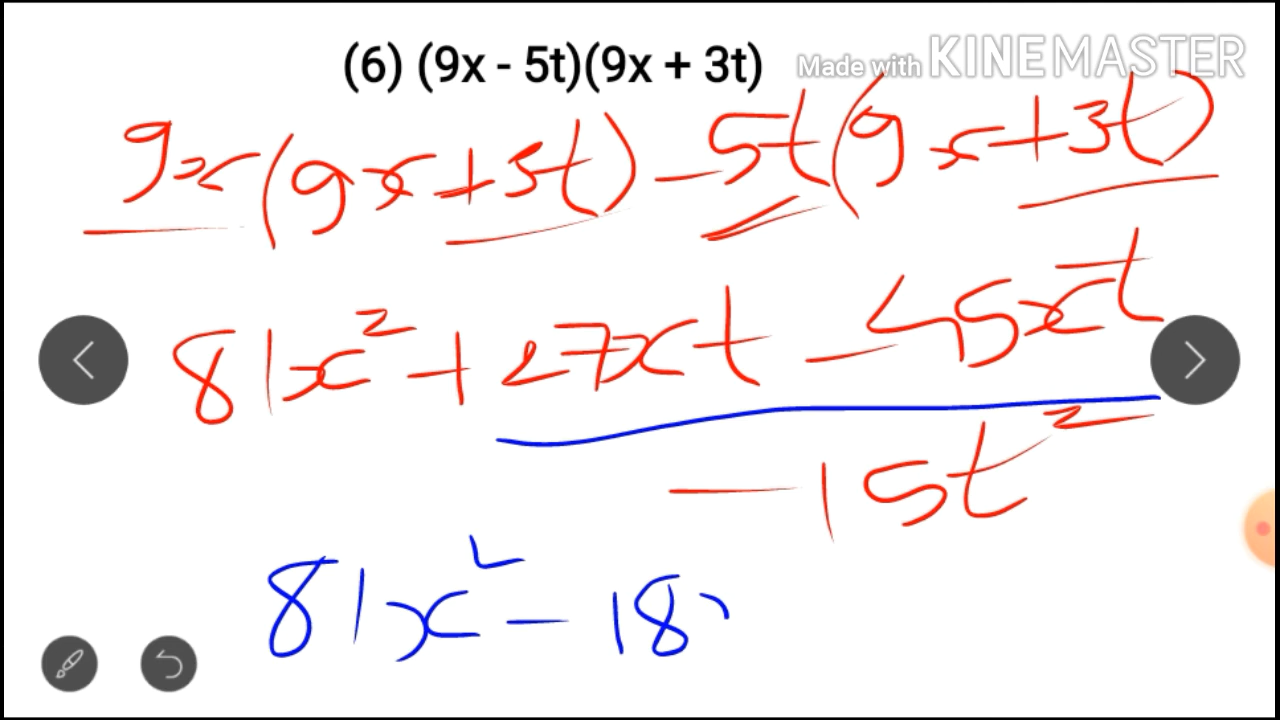 (6) (9x - 5t)(9x + 3t)
Made with KINEMASTER
9x(9x+3t) - 5t(9x+3t)
81x² + 27xt - 45xt
- 15t²
81x² - 18